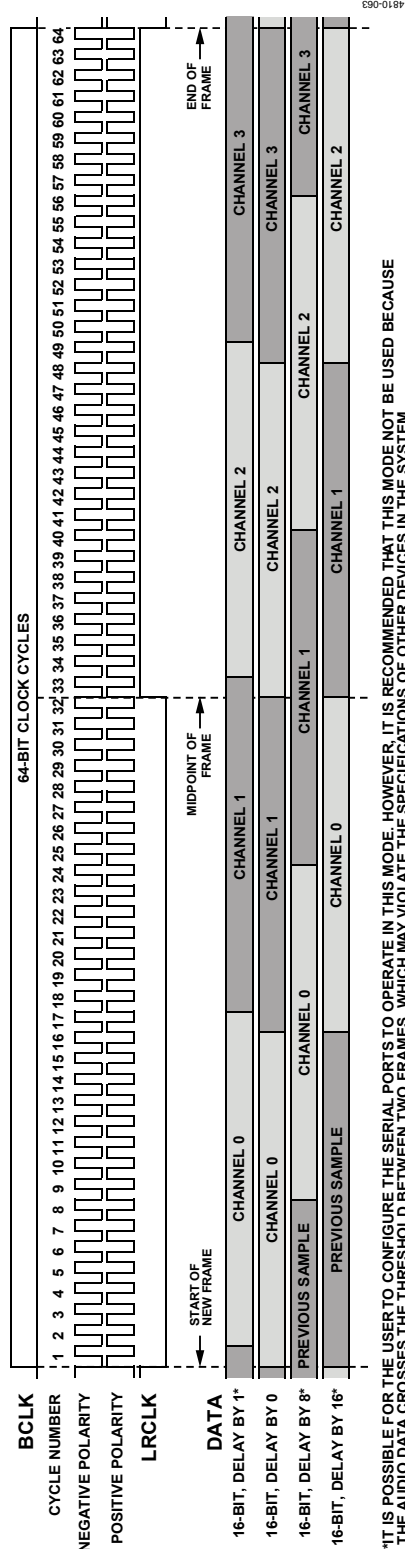 BCLK
64-BIT CLOCK CYCLES
CYCLE NUMBER
1 2 3 4 5 6 7 8 9 10 11 12 13 14 15 16 17 18 19 20 21 22 23 24 25 26 27 28 29 30 31 32 33 34 35 36 37 38 39 40 41 42 43 44 45 46 47 48 49 50 51 52 53 54 55 56 57 58 59 60 61 62 63 64
NEGATIVE POLARITY
POSITIVE POLARITY
LRCLK
START OF
NEW FRAME
MIDPOINT OF
FRAME
END OF
FRAME
DATA
16-BIT, DELAY BY 1*
CHANNEL 0
CHANNEL 1
CHANNEL 2
CHANNEL 3
16-BIT, DELAY BY 0
CHANNEL 0
CHANNEL 1
CHANNEL 2
CHANNEL 3
16-BIT, DELAY BY 8*
PREVIOUS SAMPLE
CHANNEL 0
CHANNEL 1
CHANNEL 2
CHANNEL 3
16-BIT, DELAY BY 16*
PREVIOUS SAMPLE
CHANNEL 0
CHANNEL 1
CHANNEL 2
*IT IS POSSIBLE FOR THE USER TO CONFIGURE THE SERIAL PORTS TO OPERATE IN THIS MODE. HOWEVER, IT IS RECOMMENDED THAT THIS MODE NOT BE USED BECAUSE
THE AUDIO DATA CROSSES THE THRESHOLD BETWEEN TWO FRAMES, WHICH MAY VIOLATE THE SPECIFICATIONS OF OTHER DEVICES IN THE SYSTEM.
4810-063